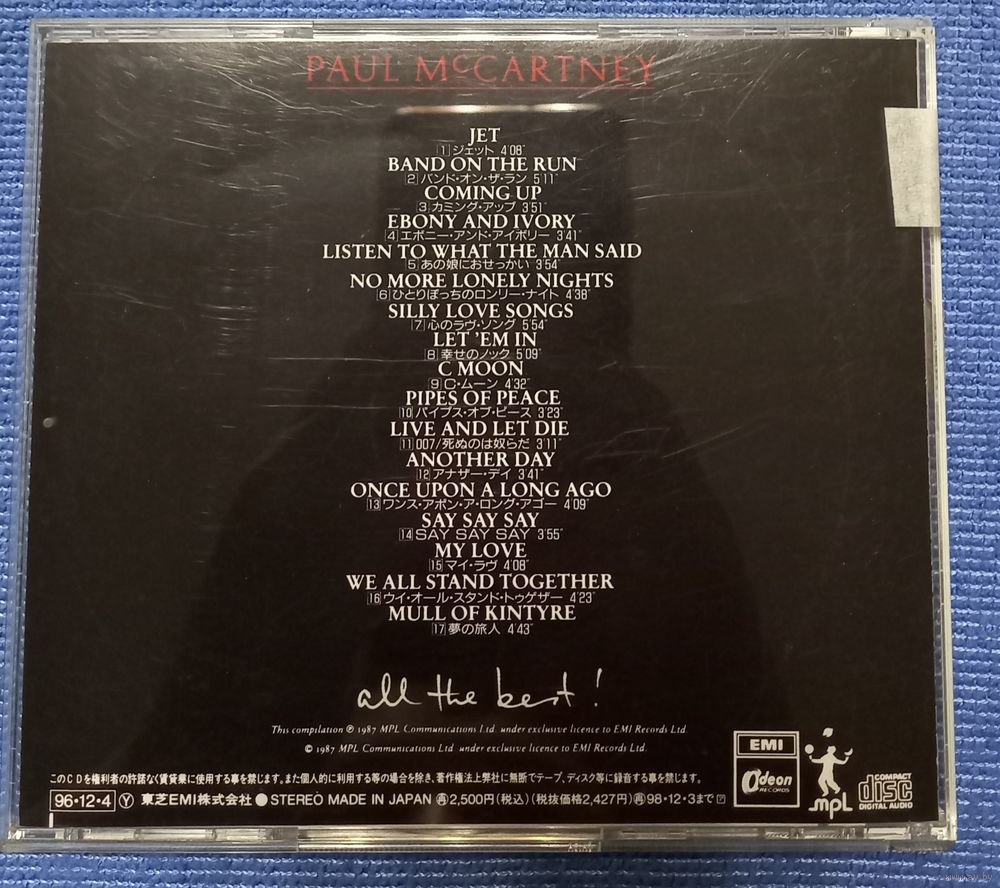 PAUL McCARTNEY
JET
1 ジェット 4'08"
BAND ON THE RUN
2 バンド・オン・ザ・ラン 5'11"
COMING UP
3 カミング・アップ 3'51"
EBONY AND IVORY
4 エボニー・アンド・アイボリー 3'41"
LISTEN TO WHAT THE MAN SAID
5 あの娘におせっかい 3'54"
NO MORE LONELY NIGHTS
6 ひとりぼっちのロンリー・ナイト 4'38"
SILLY LOVE SONGS
7 心のラヴ・ソング 5'54"
LET 'EM IN
8 幸せのノック 5'09"
C MOON
9 C・ムーン 4'32"
PIPES OF PEACE
10 パイプス・オブ・ピース 3'23"
LIVE AND LET DIE
11 007/死ぬのは奴らだ 3'11"
ANOTHER DAY
12 アナザー・デイ 3'41"
ONCE UPON A LONG AGO
13 ワンス・アポン・ア・ロング・アゴー 4'09"
SAY SAY SAY
14 SAY SAY SAY 3'55"
MY LOVE
15 マイ・ラヴ 4'08"
WE ALL STAND TOGETHER
16 ウイ・オール・スタンド・トゥゲザー 4'23"
MULL OF KINTYRE
17 夢の旅人 4'43"
all the best!
This compilation ℗ 1987 MPL Communications Ltd. under exclusive licence to EMI Records Ltd.
© 1987 MPL Communications Ltd. under exclusive licence to EMI Records Ltd.
EMI
Odeon
RECORDS
MPL
COMPACT
disc
DIGITAL AUDIO
このCDを権利者の許諾なく賃貸業に使用する事を禁じます。また個人的に利用する等の場合を除き、著作権法上弊社に無断でテープ、ディスク等に録音する事を禁じます。
96・12・4 Ⓨ 東芝EMI株式会社 ●STEREO MADE IN JAPAN ㊢2,500円(税込)(税抜価格2,427円)㊢98・12・3まで